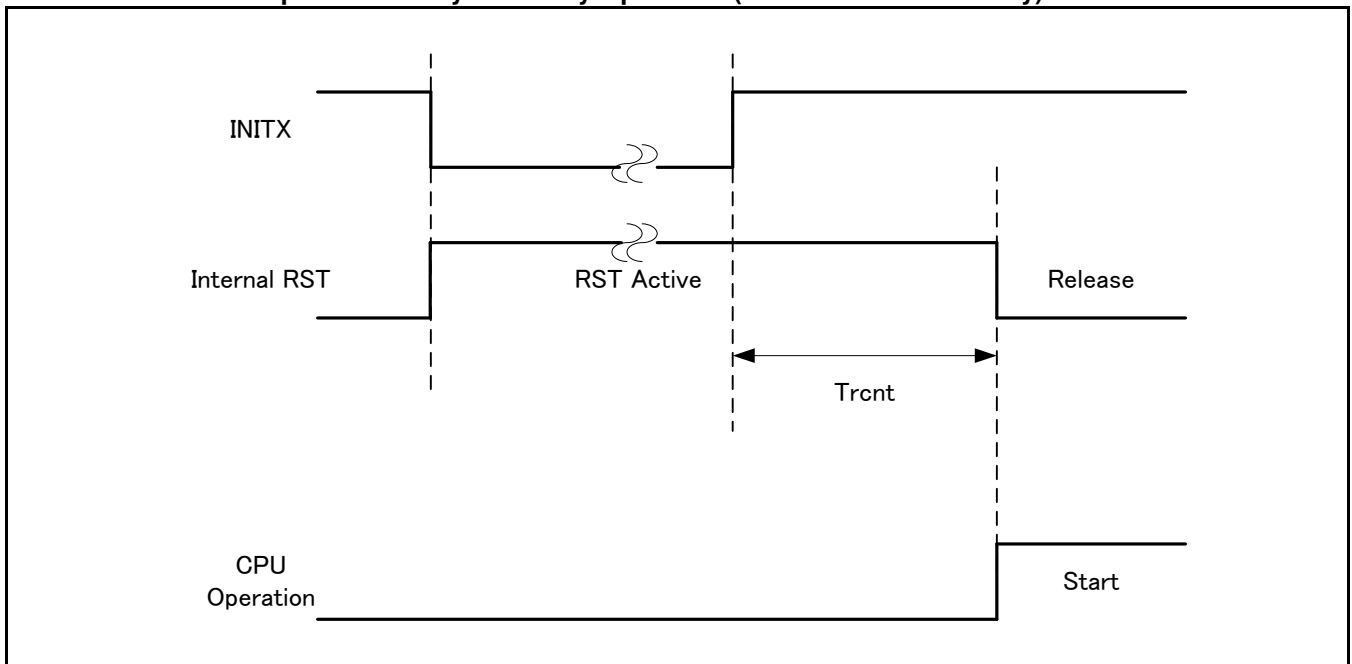 INITX
Internal RST
RST Active
Release
Trcnt
CPU
Operation
Start